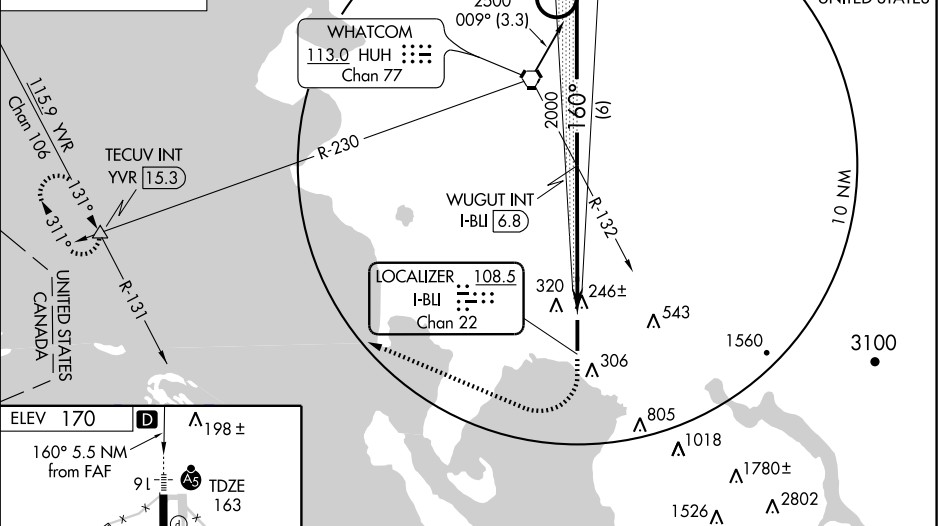 UNITED STATES
2500
009° (3.3)
WHATCOM
113.0 HUH
Chan 77
115.9 YVR
Chan 106
2000
160°
(9)
R-230
TECUV INT
YVR 15.3
131°
311°
WUGUT INT
I-BLI 6.8
R-132
10 NM
R-131
UNITED STATES
CANADA
LOCALIZER 108.5
I-BLI
Chan 22
320
246±
543
1560
3100
306
805
1018
1780±
2802
1526
ELEV 170
D
198 ±
160° 5.5 NM
from FAF
16
A5
TDZE
163
P